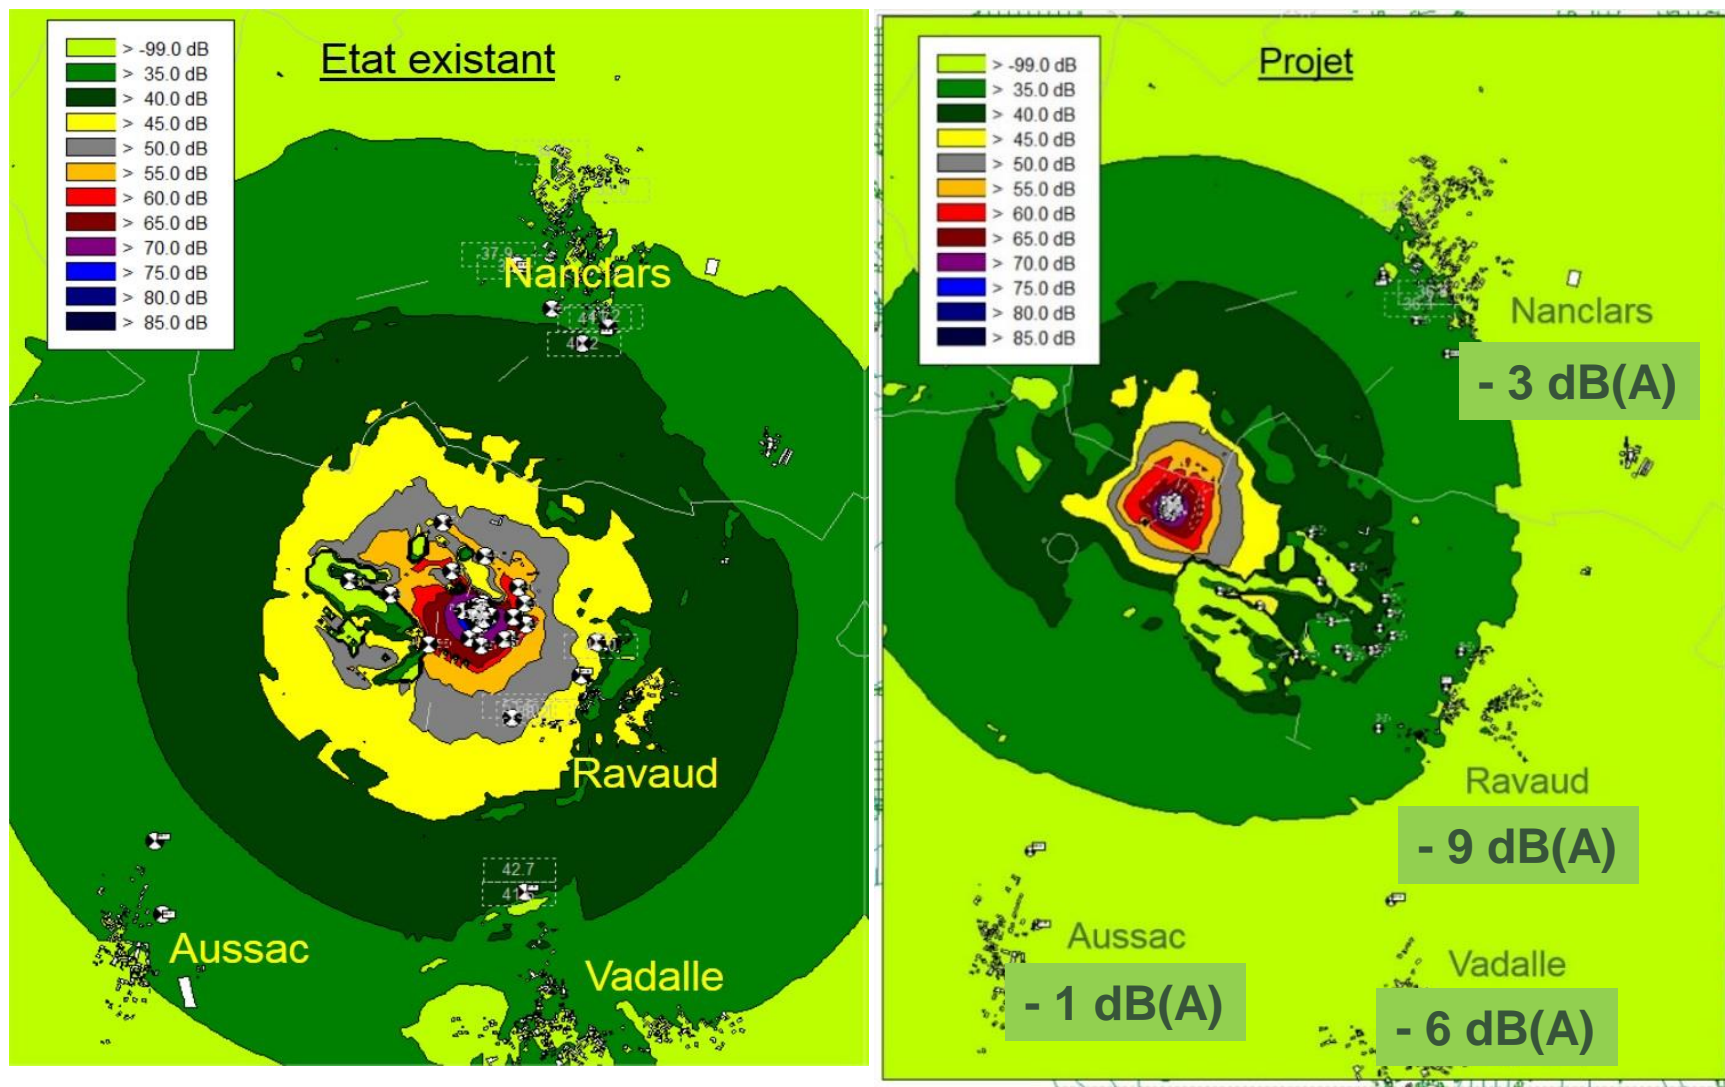 Etat existant
> -99.0 dB
> 35.0 dB
> 40.0 dB
> 45.0 dB
> 50.0 dB
> 55.0 dB
> 60.0 dB
> 65.0 dB
> 70.0 dB
> 75.0 dB
> 80.0 dB
> 85.0 dB
37.9
Nanclars
Ravaud
42.7
Aussac
Vadalle
Projet
> -99.0 dB
> 35.0 dB
> 40.0 dB
> 45.0 dB
> 50.0 dB
> 55.0 dB
> 60.0 dB
> 65.0 dB
> 70.0 dB
> 75.0 dB
> 80.0 dB
> 85.0 dB
Nanclars
- 3 dB(A)
Ravaud
- 9 dB(A)
Aussac
- 1 dB(A)
Vadalle
- 6 dB(A)